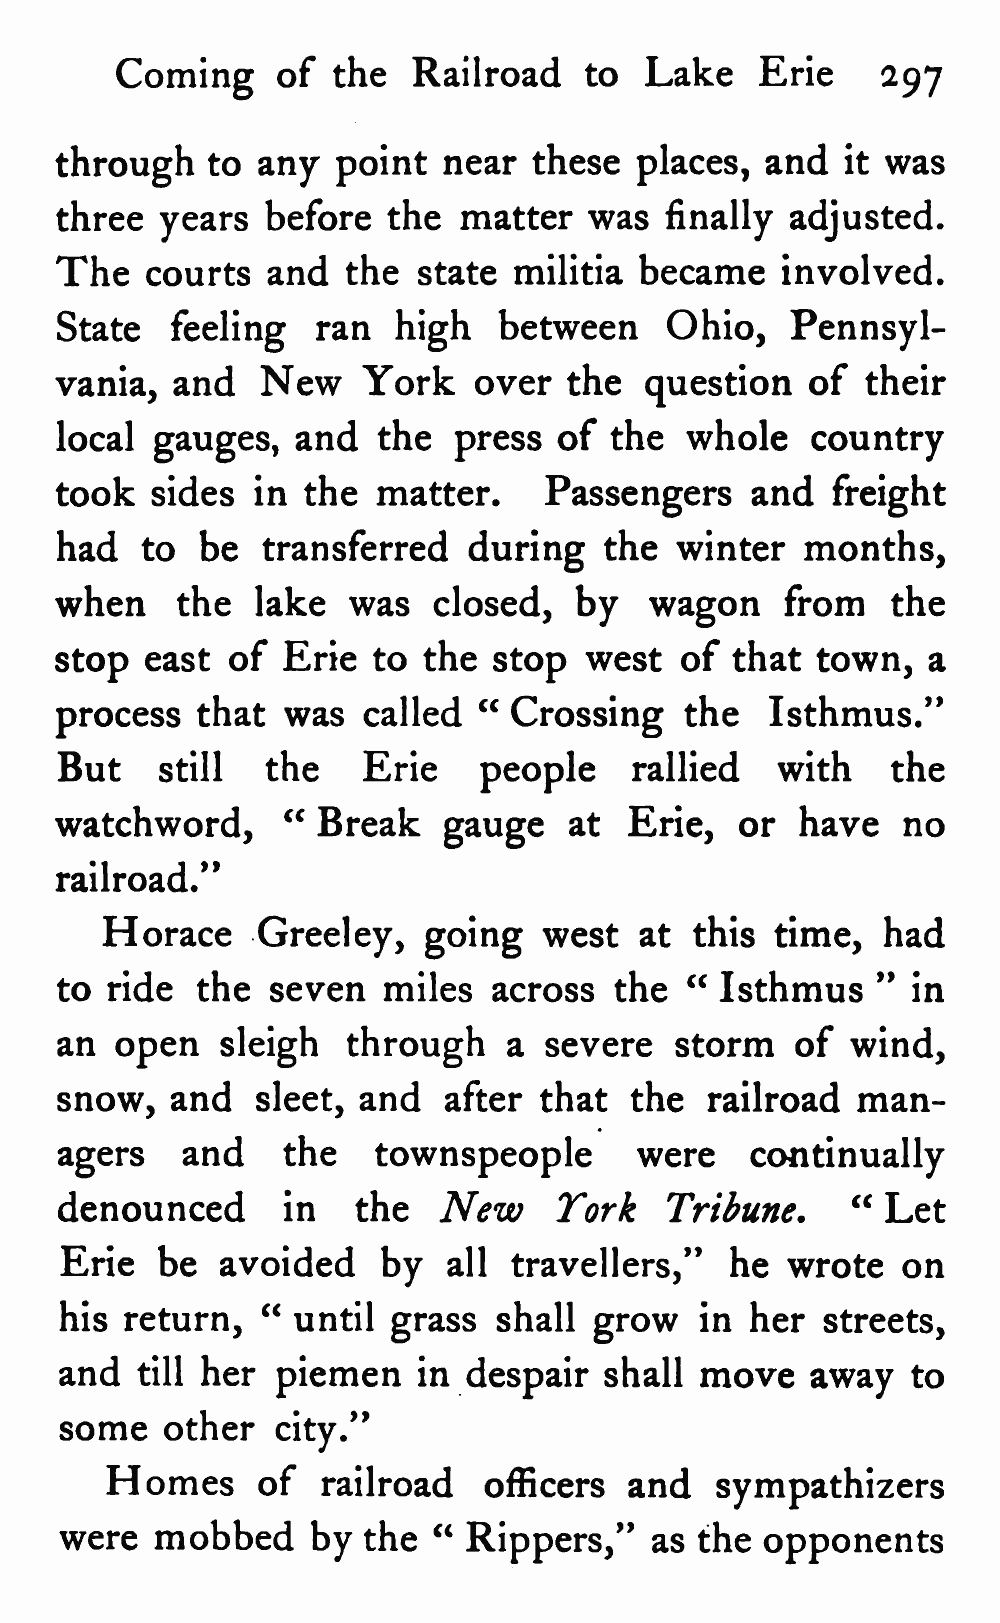 Coming of the Railroad to Lake Erie 297
through to any point near these places, and it was
three years before the matter was finally adjusted.
The courts and the state militia became involved.
State feeling ran high between Ohio, Pennsyl-
vania, and New York over the question of their
local gauges, and the press of the whole country
took sides in the matter. Passengers and freight
had to be transferred during the winter months,
when the lake was closed, by wagon from the
stop east of Erie to the stop west of that town, a
process that was called “ Crossing the Isthmus.”
But still the Erie people rallied with the
watchword, “ Break gauge at Erie, or have no
railroad.”
Horace Greeley, going west at this time, had
to ride the seven miles across the “ Isthmus ” in
an open sleigh through a severe storm of wind,
snow, and sleet, and after that the railroad man-
agers and the townspeople were continually
denounced in the New York Tribune. “ Let
Erie be avoided by all travellers,” he wrote on
his return, “ until grass shall grow in her streets,
and till her piemen in despair shall move away to
some other city.”
Homes of railroad officers and sympathizers
were mobbed by the “ Rippers,” as the opponents